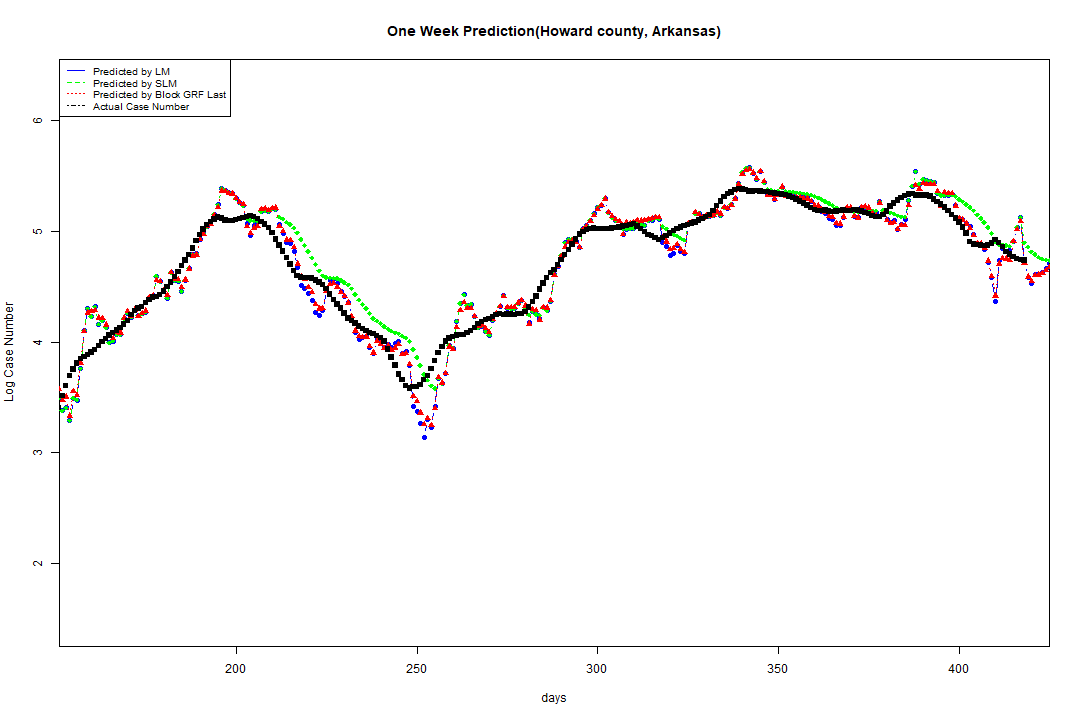 One Week Prediction(Howard county, Arkansas)
Predicted by LM
Predicted by SLM
Predicted by Block GRF Last
Actual Case Number
6
5
4
3
2
Log Case Number
200
250
300
350
400
days